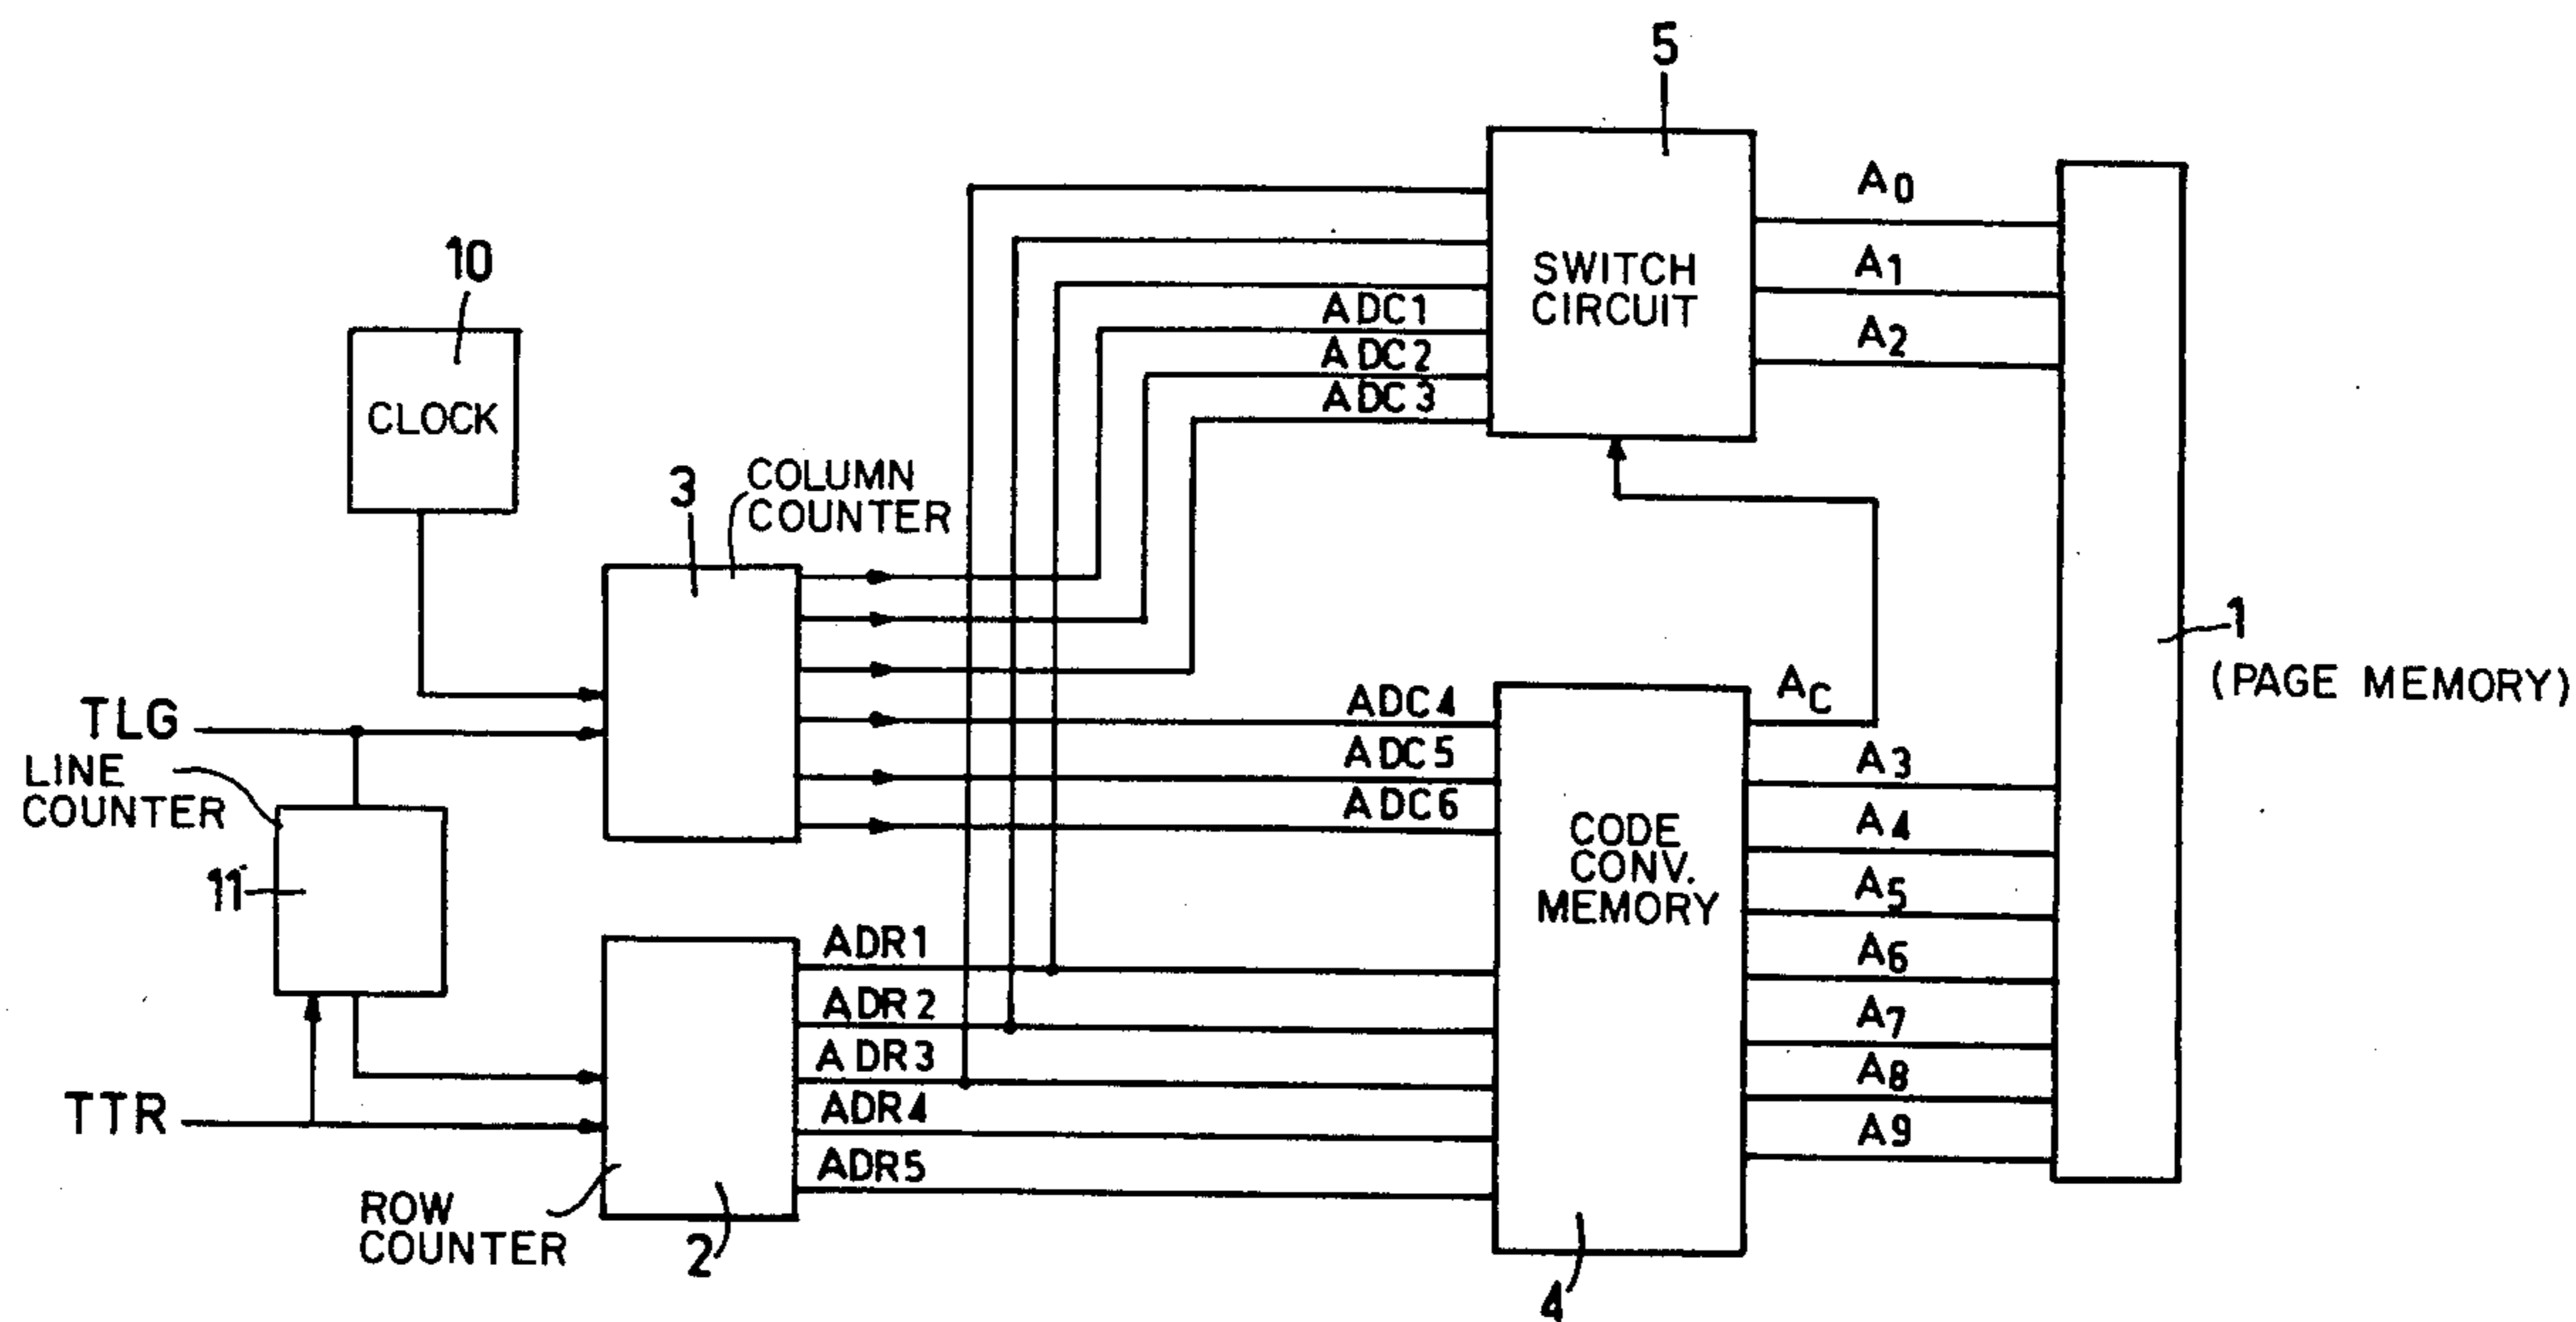 5
SWITCH
CIRCUIT
A0
A1
A2
10
CLOCK
3
COLUMN
COUNTER
ADC1
ADC2
ADC3
ADC4
ADC5
ADC6
AC
1
(PAGE MEMORY)
TLG
LINE
COUNTER
11
TTR
ROW
COUNTER
2
ADR1
ADR2
ADR3
ADR4
ADR5
CODE
CONV.
MEMORY
4
A3
A4
A5
A6
A7
A8
A9